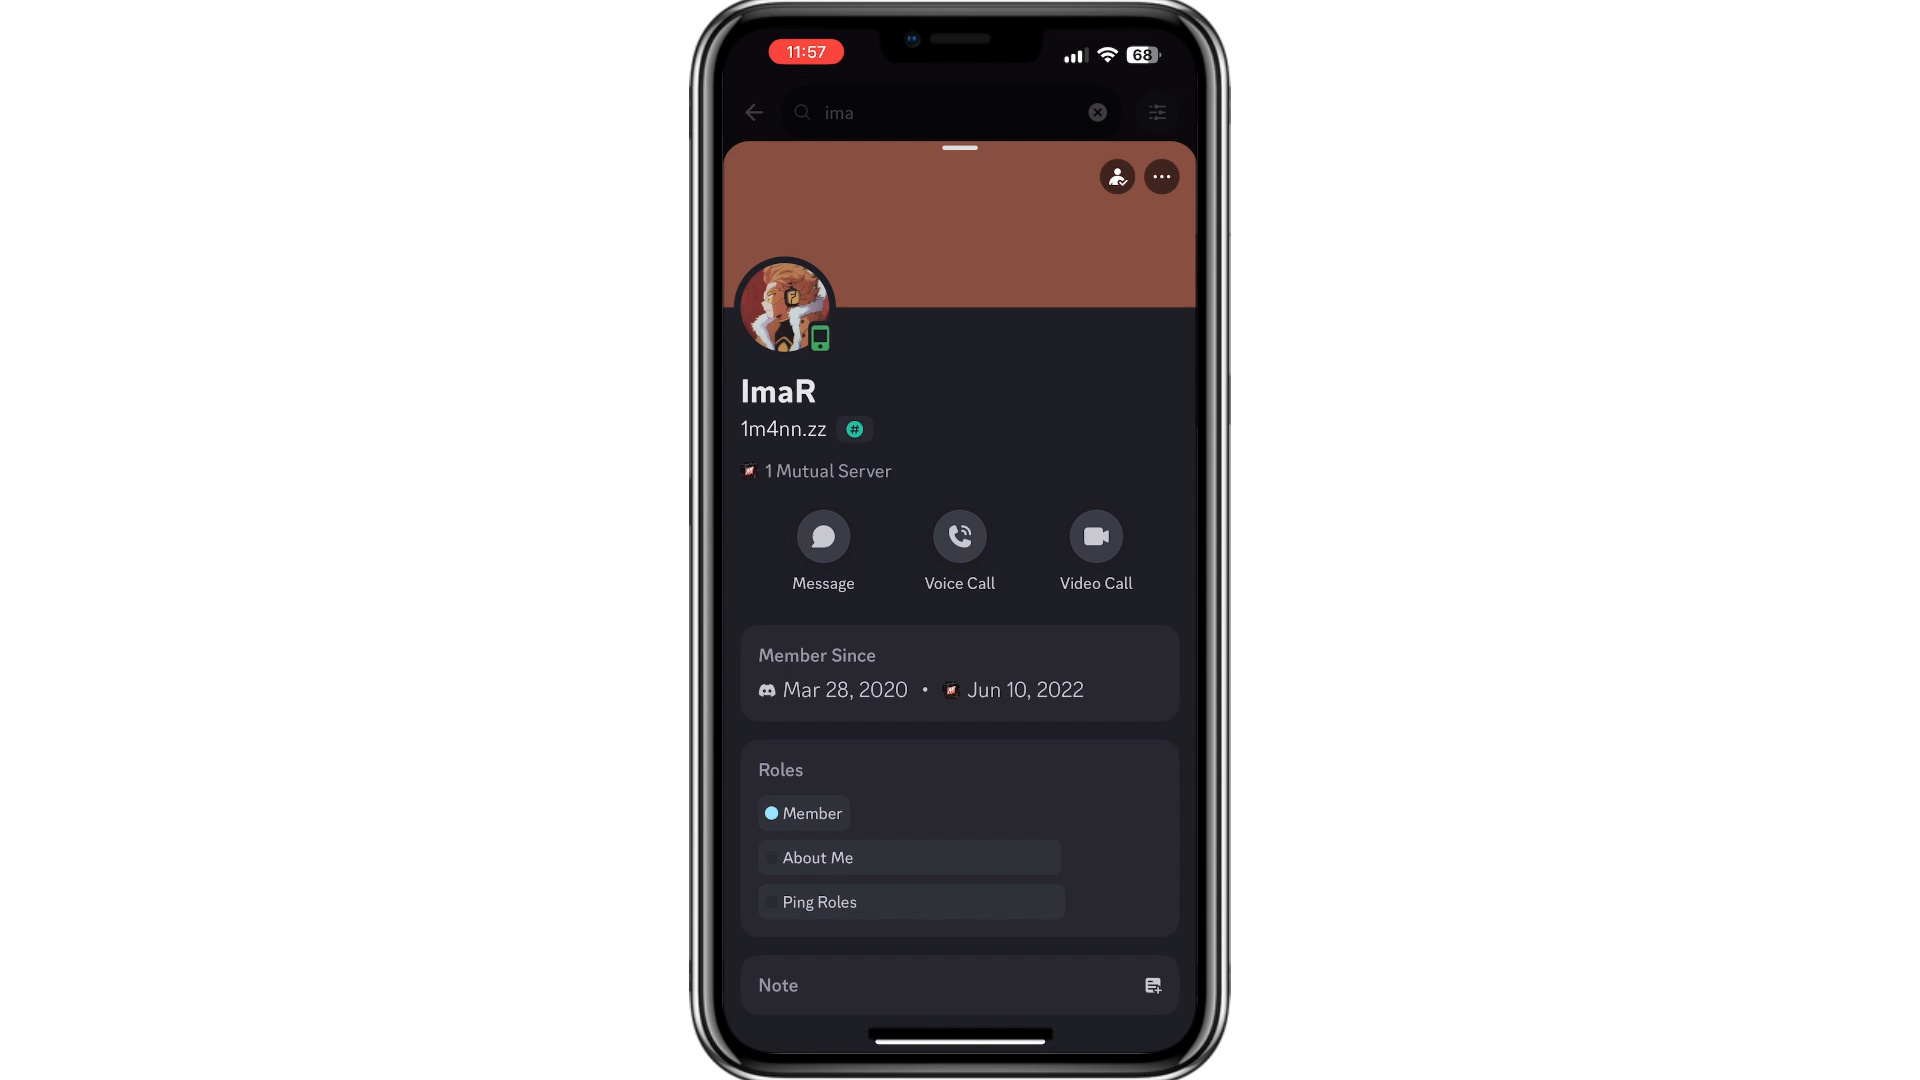 11:57
68
ima
ImaR
1m4nn.zz
1 Mutual Server
Message
Voice Call
Video Call
Member Since
Mar 28, 2020 • Jun 10, 2022
Roles
Member
About Me
Ping Roles
Note